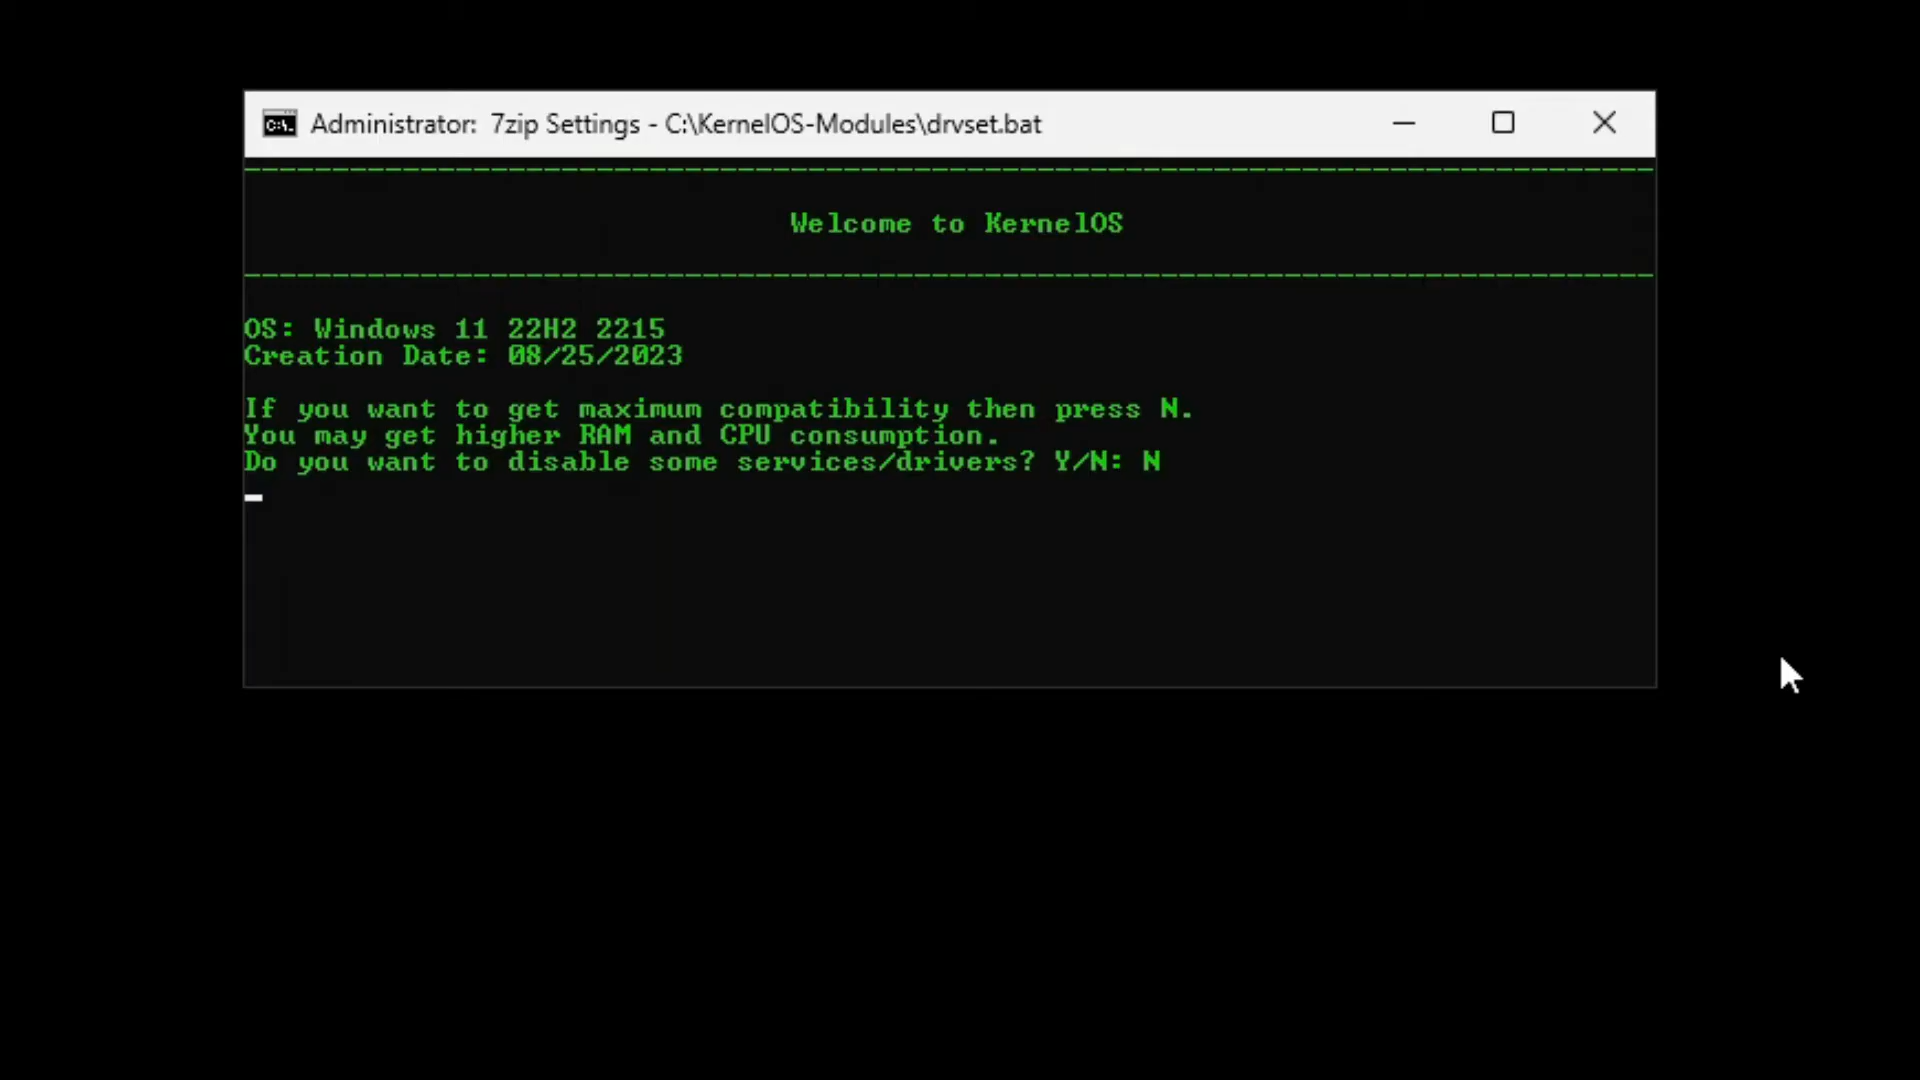 Administrator:  7zip Settings - C:\KernelOS-Modules\drvset.bat
Welcome to KernelOS
OS: Windows 11 22H2 2215
Creation Date: 08/25/2023
If you want to get maximum compatibility then press N.
You may get higher RAM and CPU consumption.
Do you want to disable some services/drivers? Y/N: N